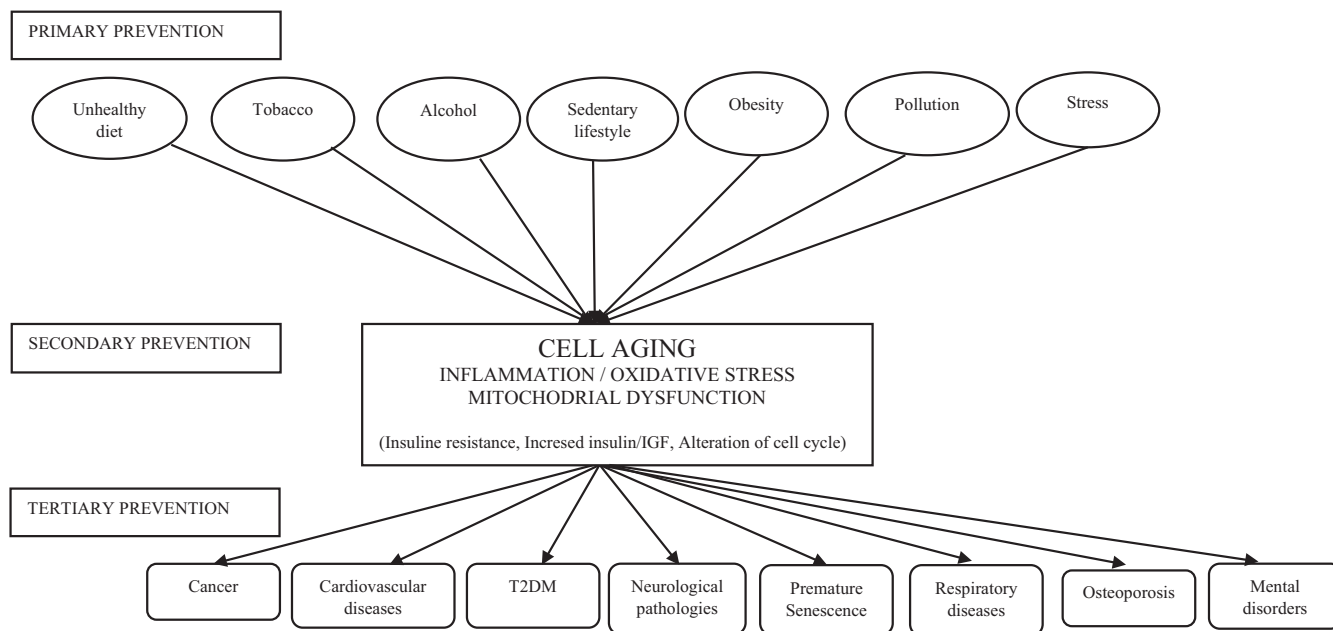 PRIMARY PREVENTION
Unhealthy
diet
Tobacco
Alcohol
Sedentary
lifestyle
Obesity
Pollution
Stress
SECONDARY PREVENTION
CELL AGING
INFLAMMATION / OXIDATIVE STRESS
MITOCHODRIAL DYSFUNCTION
(Insuline resistance, Incresed insulin/IGF, Alteration of cell cycle)
TERTIARY PREVENTION
Cancer
Cardiovascular
diseases
T2DM
Neurological
pathologies
Premature
Senescence
Respiratory
diseases
Osteoporosis
Mental
disorders